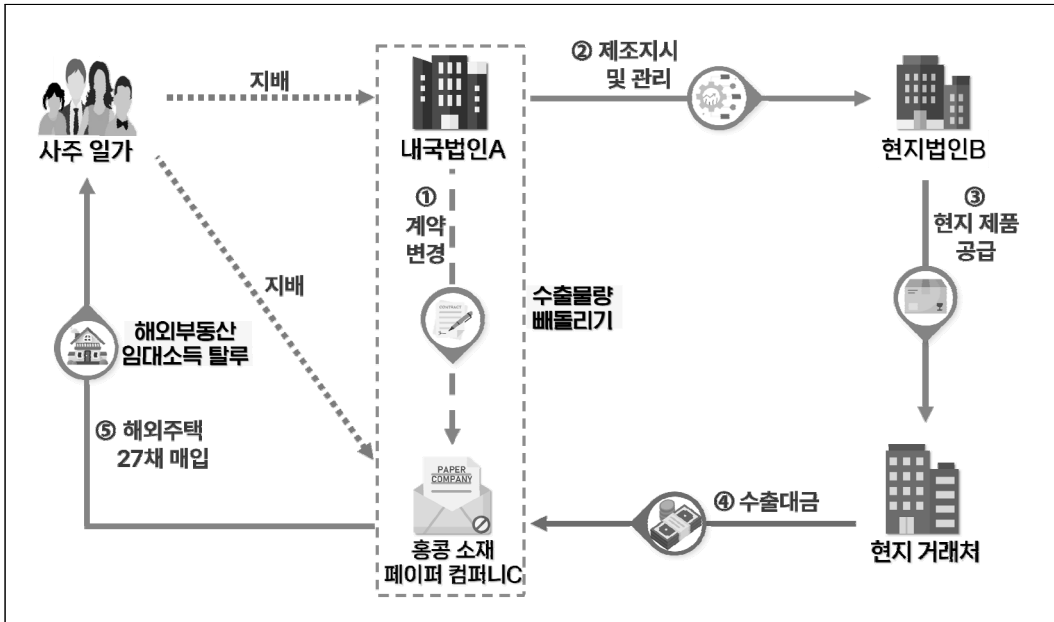 사주 일가
지배
내국법인A
② 제조지시
및 관리
현지법인B
①
계약
변경
③
현지 제품
공급
지배
CONTRACT
수출물량
빼돌리기
해외부동산
임대소득 탈루
⑤ 해외주택
27채 매입
PAPER
COMPANY
홍콩 소재
페이퍼 컴퍼니C
④ 수출대금
현지 거래처